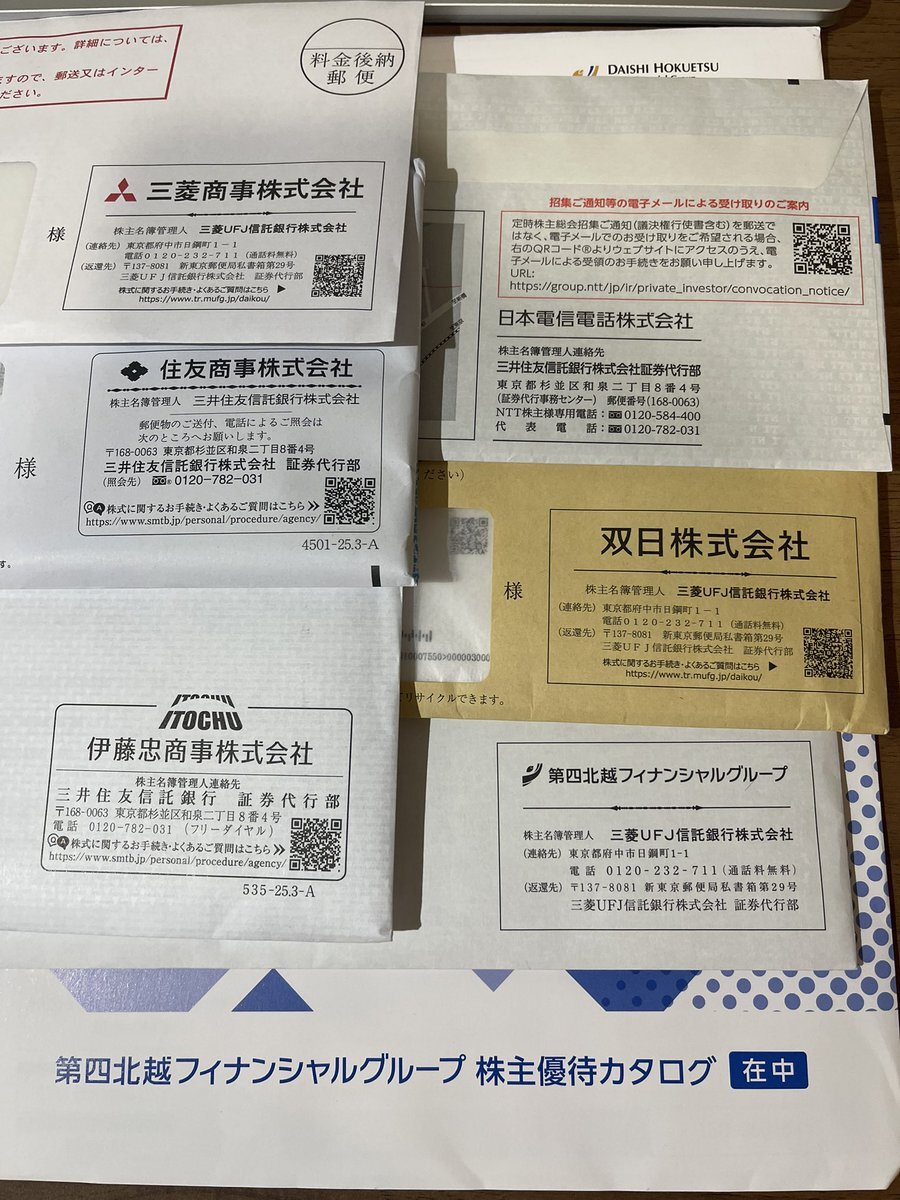 ございます。詳細については、
ますので、郵送又はインター
ださい。
料金後納
郵便
様
三菱商事株式会社
株主名簿管理人 三菱UFJ信託銀行株式会社
(連絡先) 東京都府中市日鋼町1-1
電話 0120-232-711 (通話料無料)
(返還先) 〒137-8081 新東京郵便局私書箱第29号
三菱UFJ信託銀行株式会社 証券代行部
株式に関するお手続き・よくあるご質問はこちら ▶
https://www.tr.mufg.jp/daikou/
様
住友商事株式会社
株主名簿管理人 三井住友信託銀行株式会社
郵便物のご送付、電話によるご照会は
次のところへお願いします。
〒168-0063 東京都杉並区和泉二丁目8番4号
三井住友信託銀行株式会社 証券代行部
(照会先) 0120-782-031
QA 株式に関するお手続き・よくあるご質問はこちら
https://www.smtb.jp/personal/procedure/agency/
4501-25.3-A
す。
ITOCHU
ITOCHU
伊藤忠商事株式会社
株主名簿管理人連絡先
三井住友信託銀行 証券代行部
〒168-0063 東京都杉並区和泉二丁目8番4号
電話 0120-782-031 (フリーダイヤル)
QA 株式に関するお手続き・よくあるご質問はこちら
https://www.smtb.jp/personal/procedure/agency/
535-25.3-A
DAISHI HOKUETSU
招集ご通知等の電子メールによる受け取りのご案内
定時株主総会招集ご通知(議決権行使書含む)を郵送で
はなく、電子メールでのお受け取りをご希望される場合、
右のQRコード®よりウェブサイトにアクセスのうえ、電
子メールによる受領のお手続きをお願い申し上げます。
URL:
https://group.ntt/jp/ir/private_investor/convocation_notice/
日本電信電話株式会社
株主名簿管理人連絡先
三井住友信託銀行株式会社証券代行部
東京都杉並区和泉二丁目8番4号
(証券代行事務センター) 郵便番号(168-0063)
NTT株主様専用電話: 0120-584-400
代表電話: 0120-782-031
ください)
様
双日株式会社
株主名簿管理人 三菱UFJ信託銀行株式会社
(連絡先) 東京都府中市日鋼町1-1
電話 0120-232-711 (通話料無料)
(返還先) 〒137-8081 新東京郵便局私書箱第29号
三菱UFJ信託銀行株式会社 証券代行部
株式に関するお手続き・よくあるご質問はこちら ▶
https://www.tr.mufg.jp/daikou/
リサイクルできます。
第四北越フィナンシャルグループ
株主名簿管理人 三菱UFJ信託銀行株式会社
(連絡先) 東京都府中市日鋼町1-1
電話 0120-232-711 (通話料無料)
(返還先) 〒137-8081 新東京郵便局私書箱第29号
三菱UFJ信託銀行株式会社 証券代行部
第四北越フィナンシャルグループ 株主優待カタログ 在中